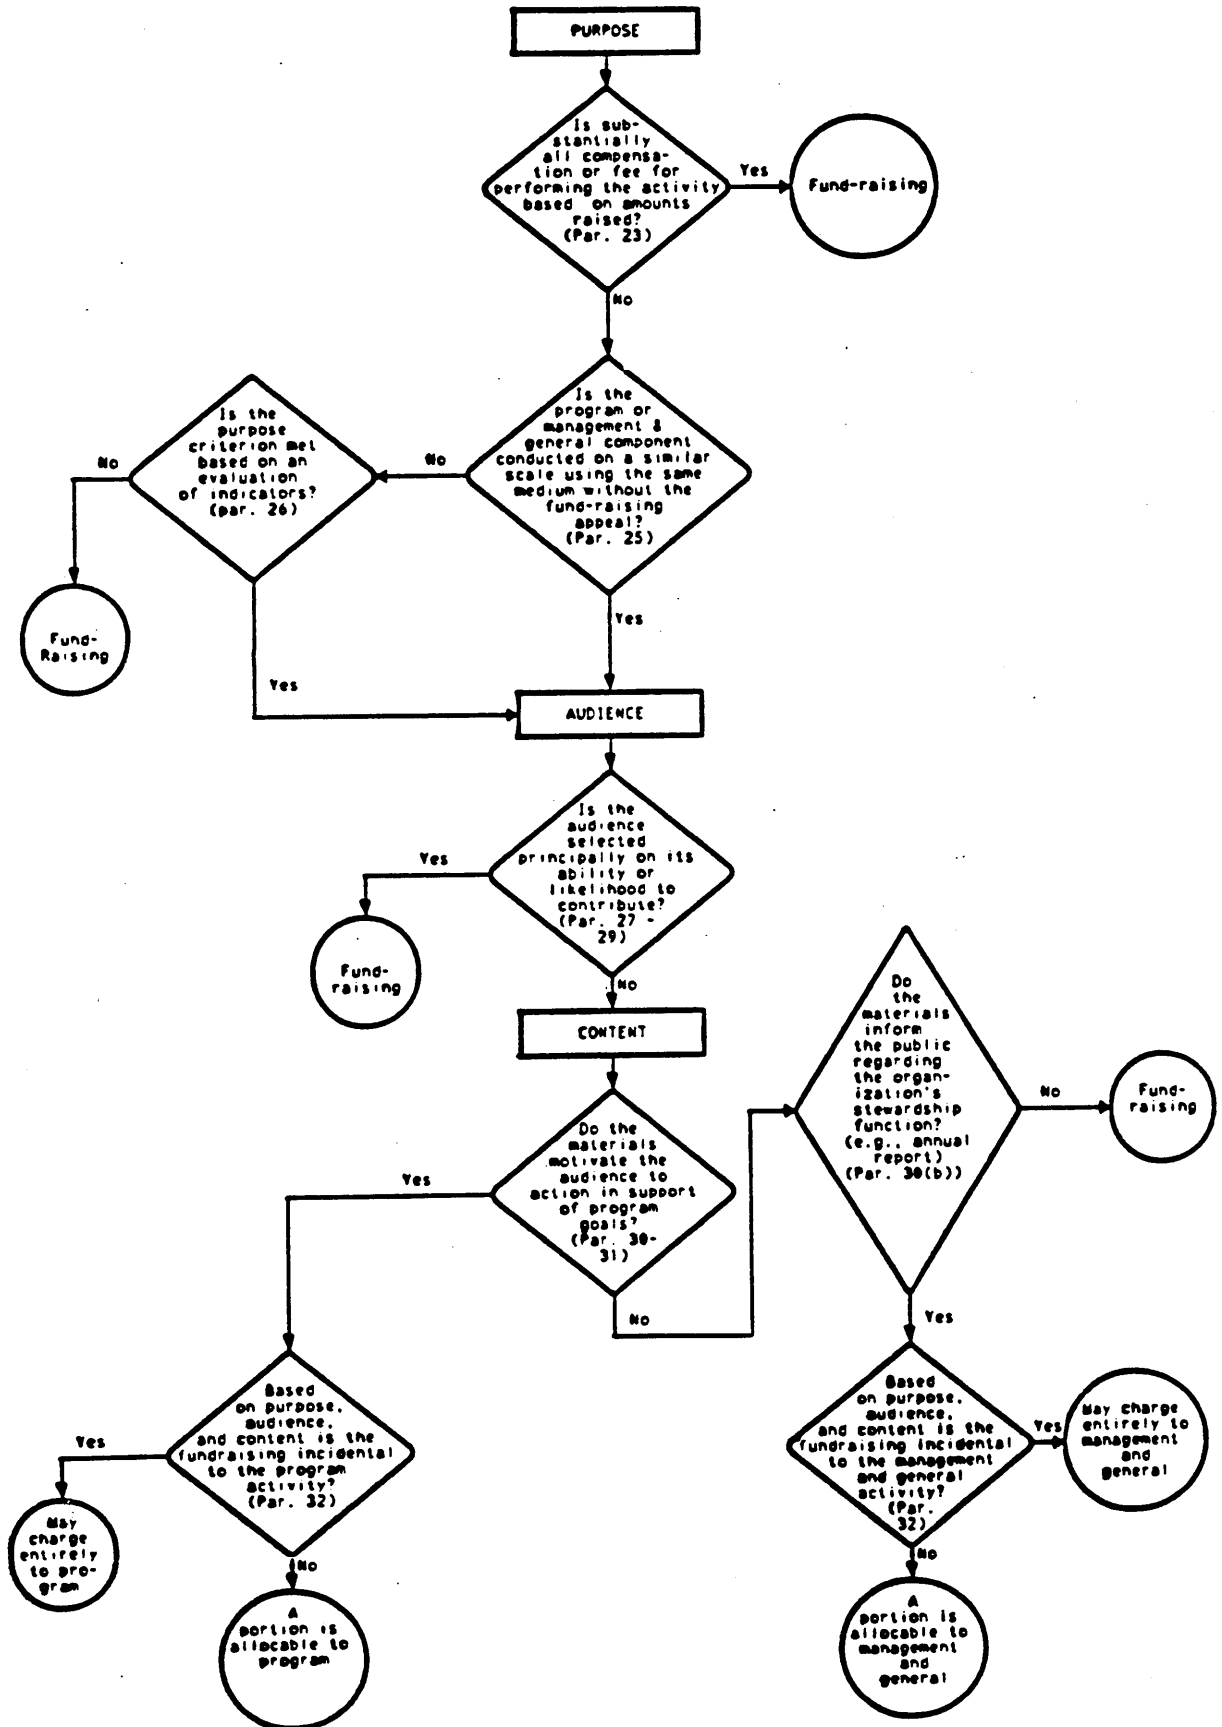 PURPOSE
Is sub-
stantially
all compensa-
tion or fee for
performing the activity
based on amounts
raised?
(Par. 23)
Yes
Fund-raising
No
Is the
program or
management &
general component
conducted on a similar
scale using the same
medium without the
fund-raising
appeal?
(Par. 25)
No
Is the
purpose
criterion met
based on an
evaluation
of indicators?
(par. 26)
No
Fund-
Raising
Yes
Yes
AUDIENCE
Is the
audience
selected
principally on its
ability or
likelihood to
contribute?
(Par. 27 -
29)
Yes
Fund-
raising
No
CONTENT
Do the
materials
motivate the
audience to
action in support
of program
goals?
(Par. 30-
31)
Yes
No
Do
the
materials
inform
the public
regarding
the organ-
ization's
stewardship
function?
(e.g., annual
report)
(Par. 30(b))
No
Fund-
raising
Yes
Based
on purpose,
audience,
and content is the
fundraising incidental
to the program
activity?
(Par. 32)
Yes
May
charge
entirely
to pro-
gram
No
A
portion is
allocable to
program
Based
on purpose,
audience,
and content is the
fundraising incidental
to the management
and general
activity?
(Par.
32)
Yes
May charge
entirely to
management
and
general
No
A
portion is
allocable to
management
and
general